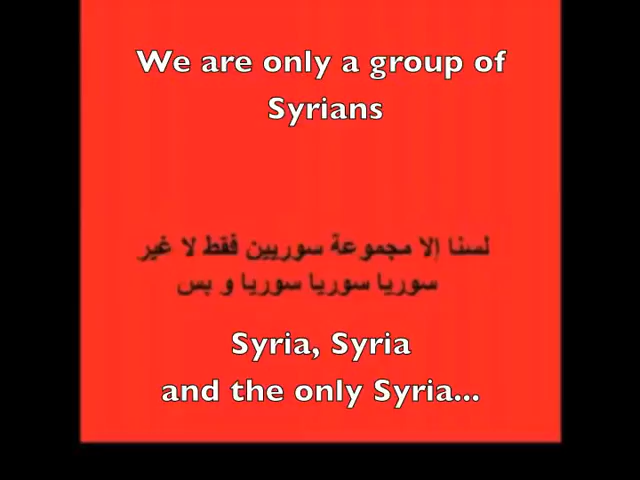 We are only a group of
Syrians
لسنا إلا مجموعة سوريين فقط لا غير
سوريا سوريا سوريا و بس
Syria, Syria
and the only Syria...